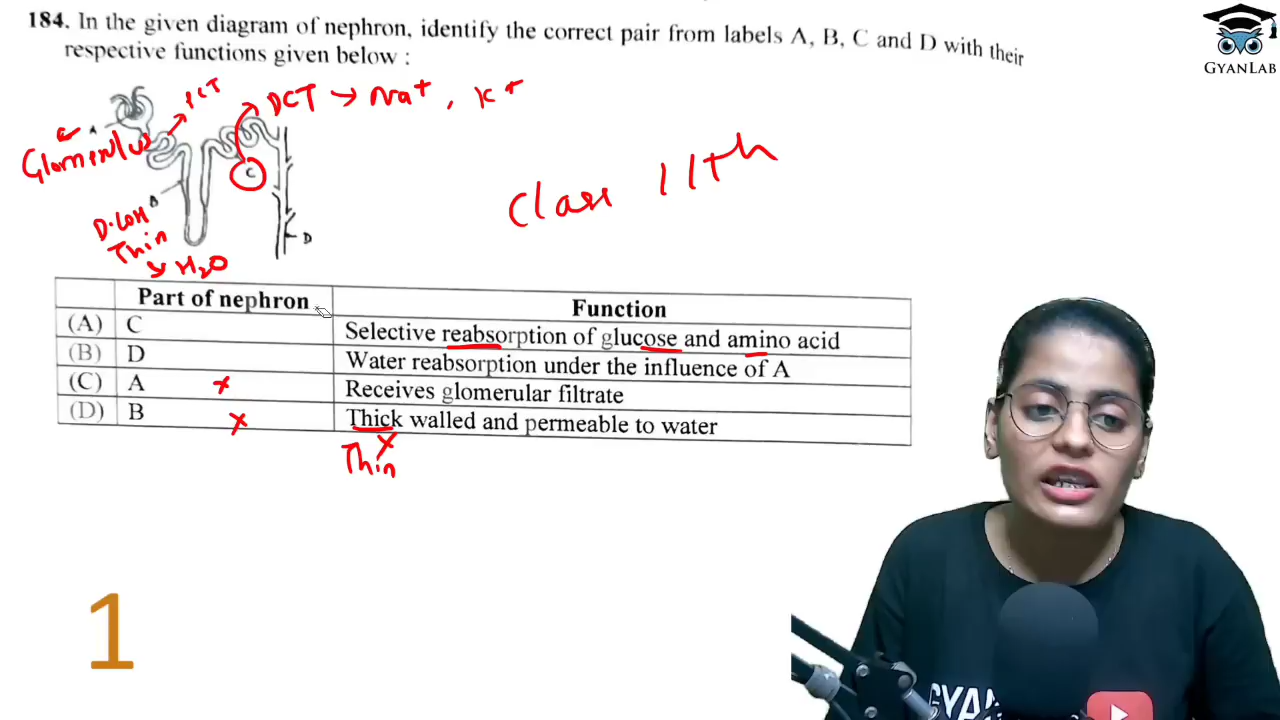 184. In the given diagram of nephron, identify the correct pair from labels A, B, C and D with their
respective functions given below :
GYANLAB
PCT
DCT → Na+, K+
A
Glomerulus
C
Class 11th
B
D.LOH
Thin
H2O
D
Part of nephron Function
(A) C Selective reabsorption of glucose and amino acid
(B) D Water reabsorption under the influence of A
(C) A × Receives glomerular filtrate
(D) B × Thick walled and permeable to water
×
Thin
1
GYAN